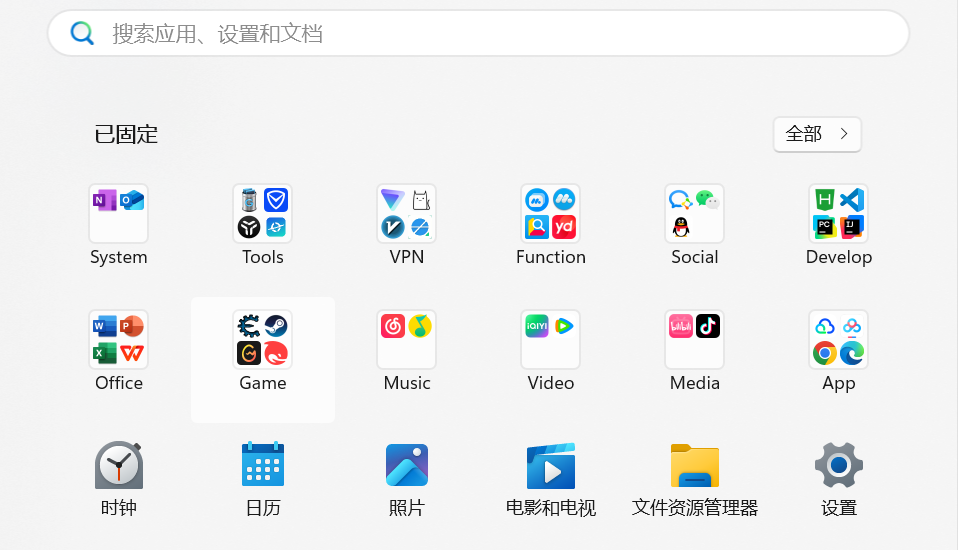 搜索应用、设置和文档
已固定
全部
System
Tools
VPN
Function
Social
Develop
Office
Game
Music
Video
Media
App
时钟
日历
照片
电影和电视
文件资源管理器
设置